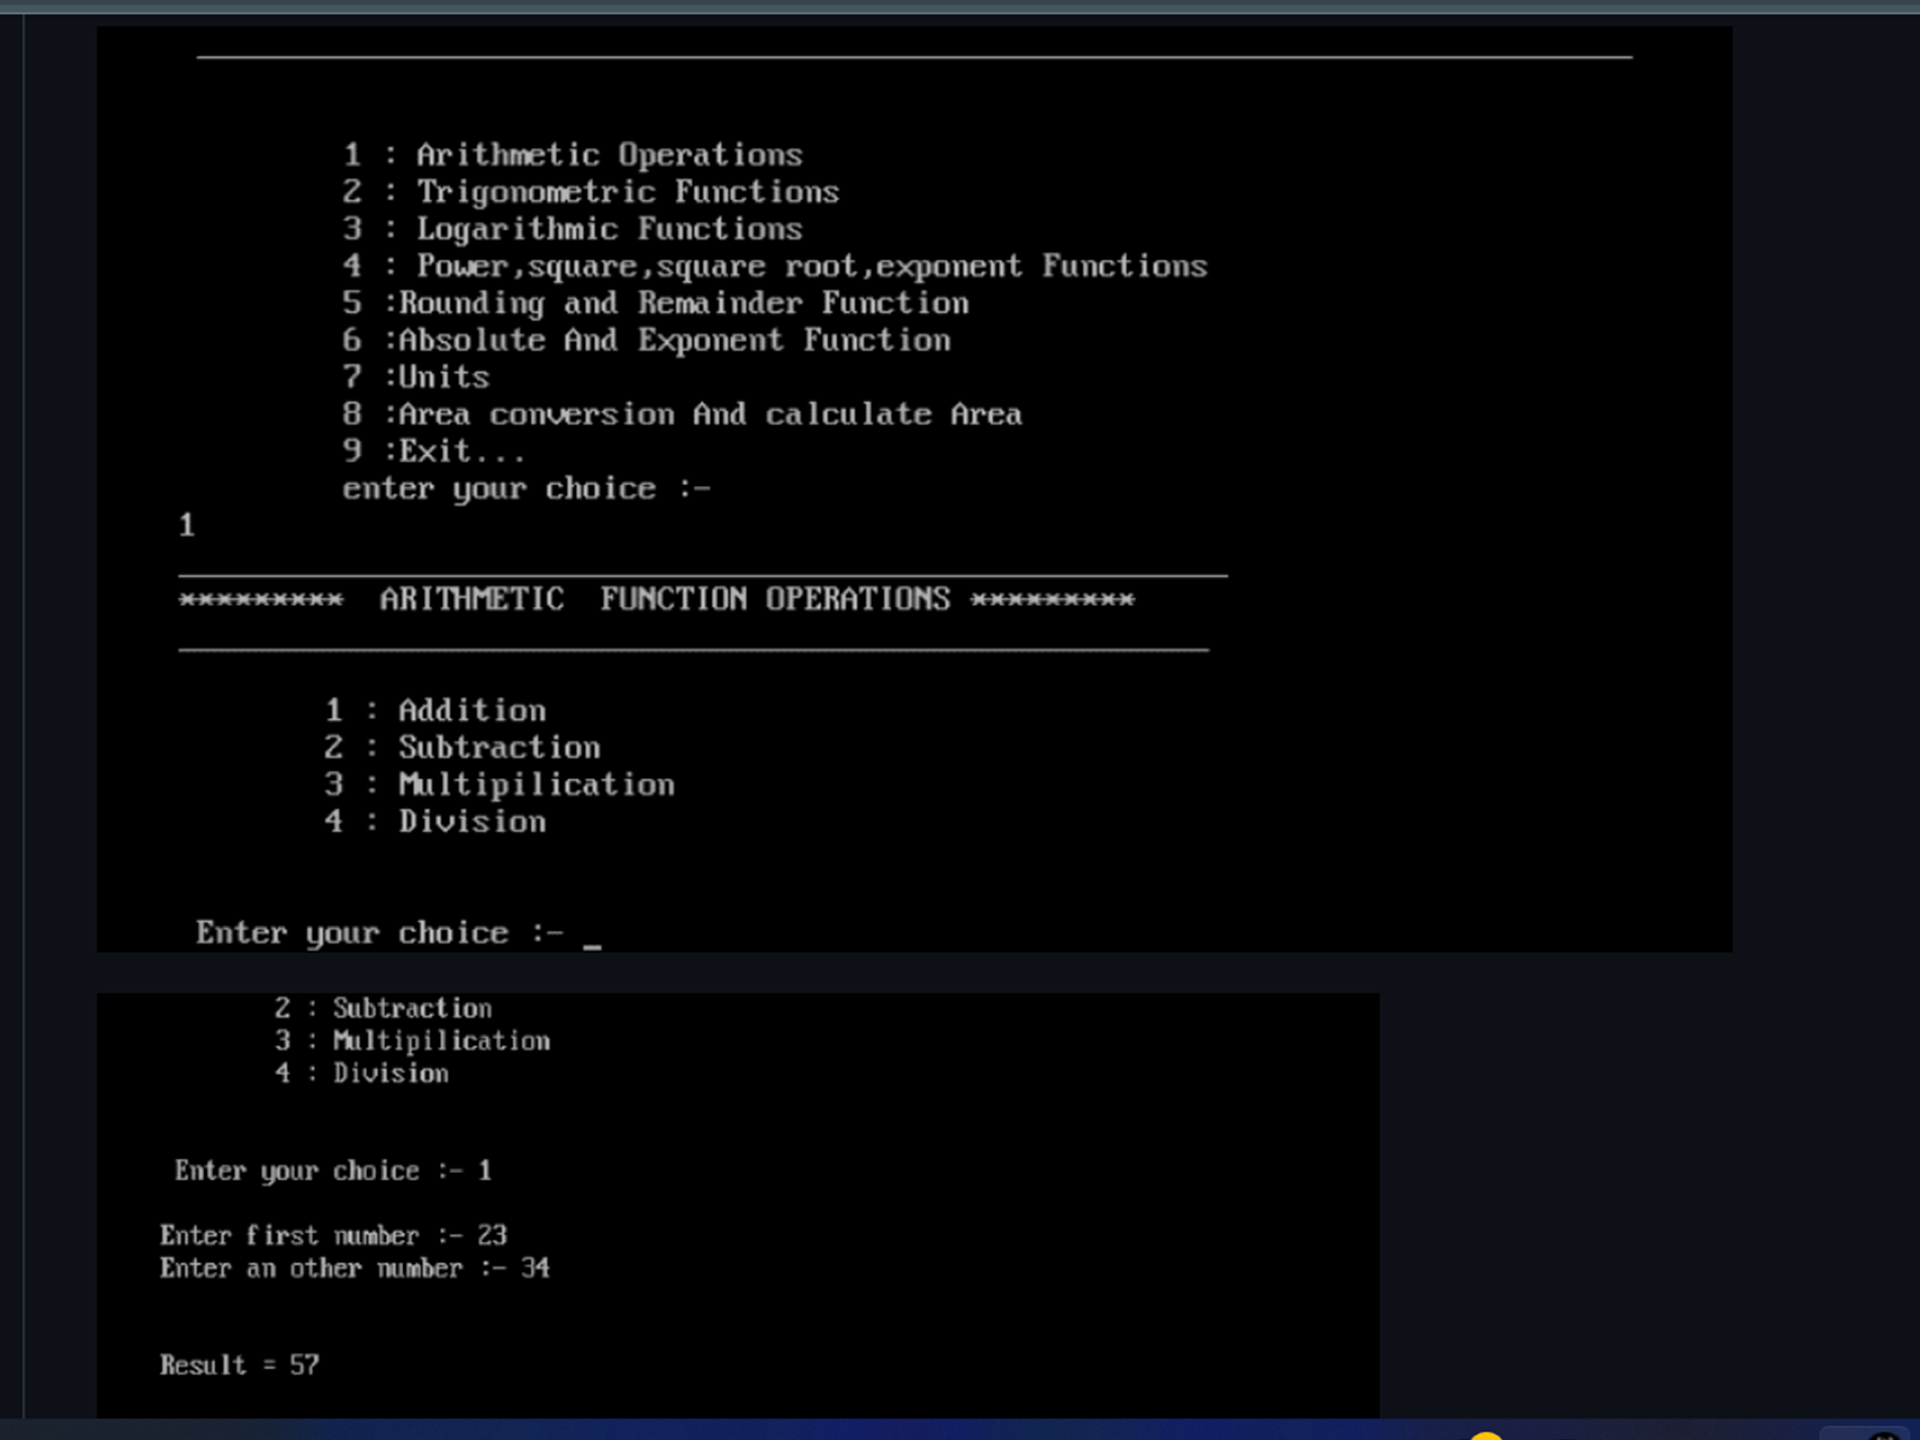 1 : Arithmetic Operations
2 : Trigonometric Functions
3 : Logarithmic Functions
4 : Power,square,square root,exponent Functions
5 :Rounding and Remainder Function
6 :Absolute And Exponent Function
7 :Units
8 :Area conversion And calculate Area
9 :Exit...
enter your choice :-
1
********* ARITHMETIC  FUNCTION OPERATIONS *********
1 : Addition
2 : Subtraction
3 : Multipilication
4 : Division
Enter your choice :- _
2 : Subtraction
3 : Multipilication
4 : Division
Enter your choice :- 1
Enter first number :- 23
Enter an other number :- 34
Result = 57